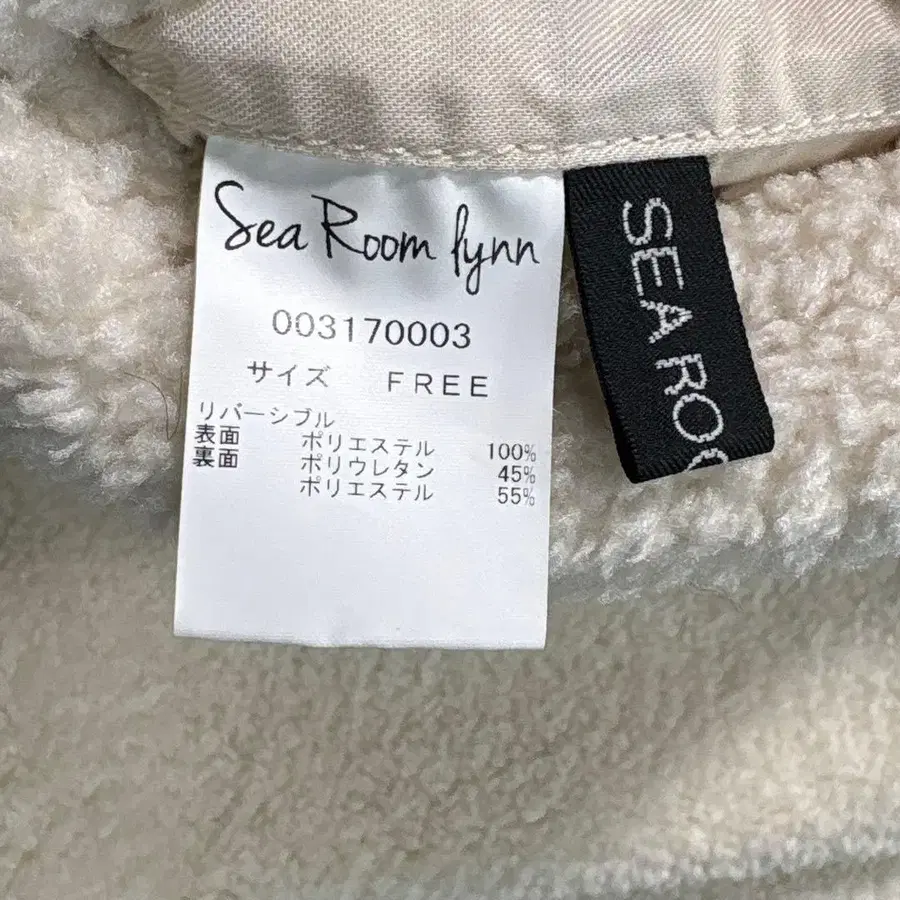 Sea Room lynn
003170003
サイズ FREE
リバーシブル
表面 ポリエステル 100%
裏面 ポリウレタン 45%
ポリエステル 55%
SEA ROO